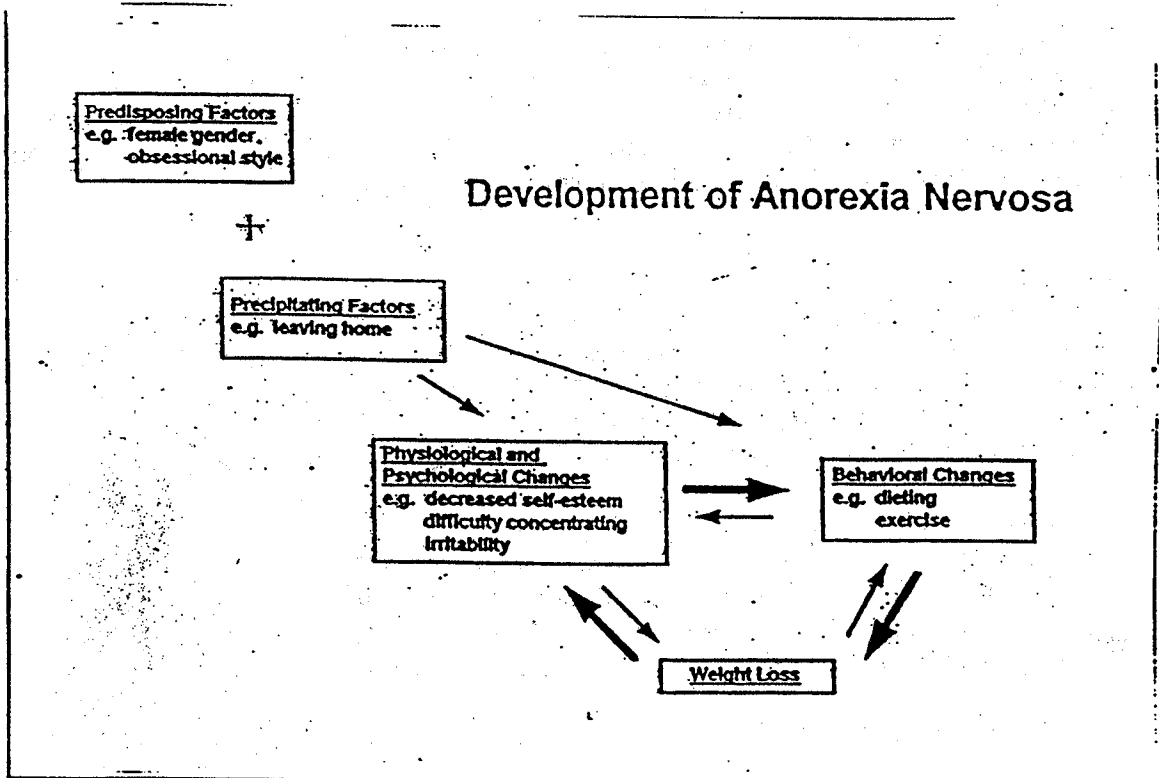 Predisposing Factors
e.g. female gender,
obsessional style
+
Development of Anorexia Nervosa
Precipitating Factors
e.g. leaving home
Physiological and
Psychological Changes
e.g. decreased self-esteem
difficulty concentrating
irritability
Behavioral Changes
e.g. dieting
exercise
Weight Loss